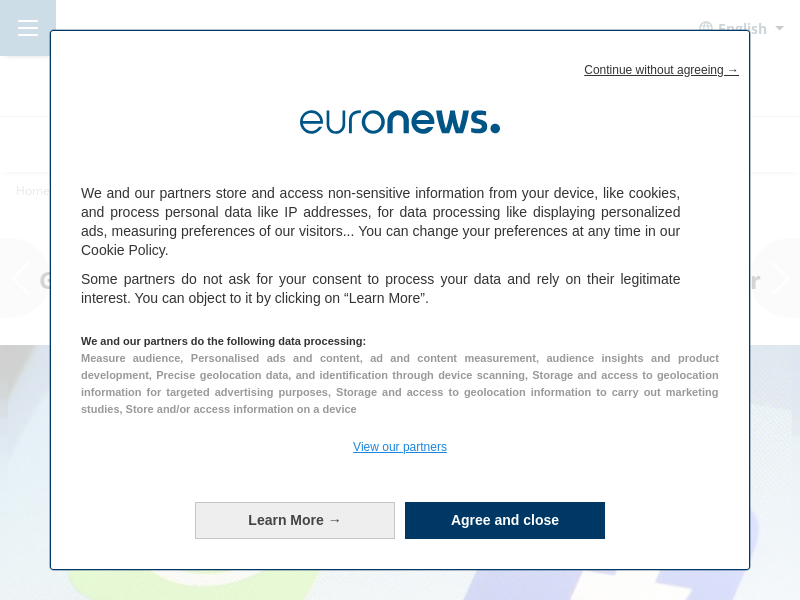 English
Continue without agreeing →
euronews.
Home
We and our partners store and access non-sensitive information from your device, like cookies,
and process personal data like IP addresses, for data processing like displaying personalized
ads, measuring preferences of our visitors... You can change your preferences at any time in our
Cookie Policy.
Some partners do not ask for your consent to process your data and rely on their legitimate
interest. You can object to it by clicking on “Learn More”.
We and our partners do the following data processing:
Measure audience, Personalised ads and content, ad and content measurement, audience insights and product
development, Precise geolocation data, and identification through device scanning, Storage and access to geolocation
information for targeted advertising purposes, Storage and access to geolocation information to carry out marketing
studies, Store and/or access information on a device
View our partners
Learn More →
Agree and close